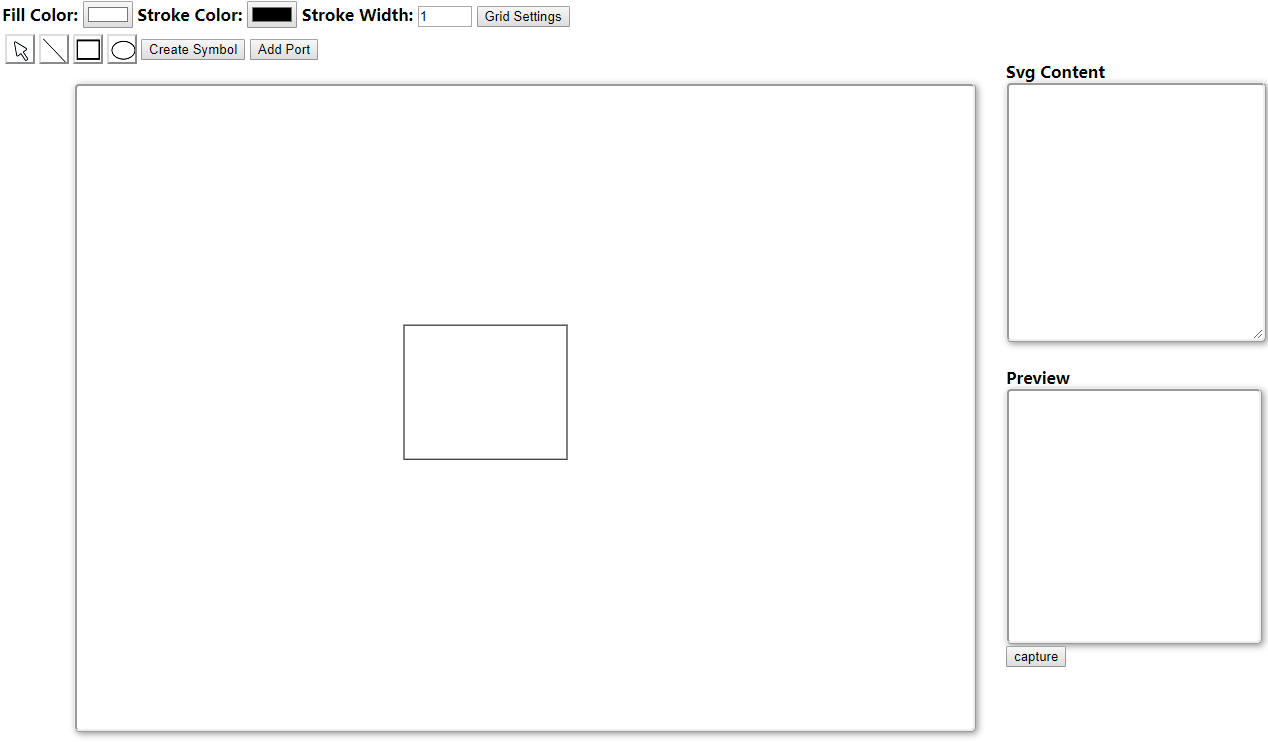 Fill Color: Stroke Color: Stroke Width: 1 Grid Settings
Create Symbol Add Port
Svg Content
Preview
capture